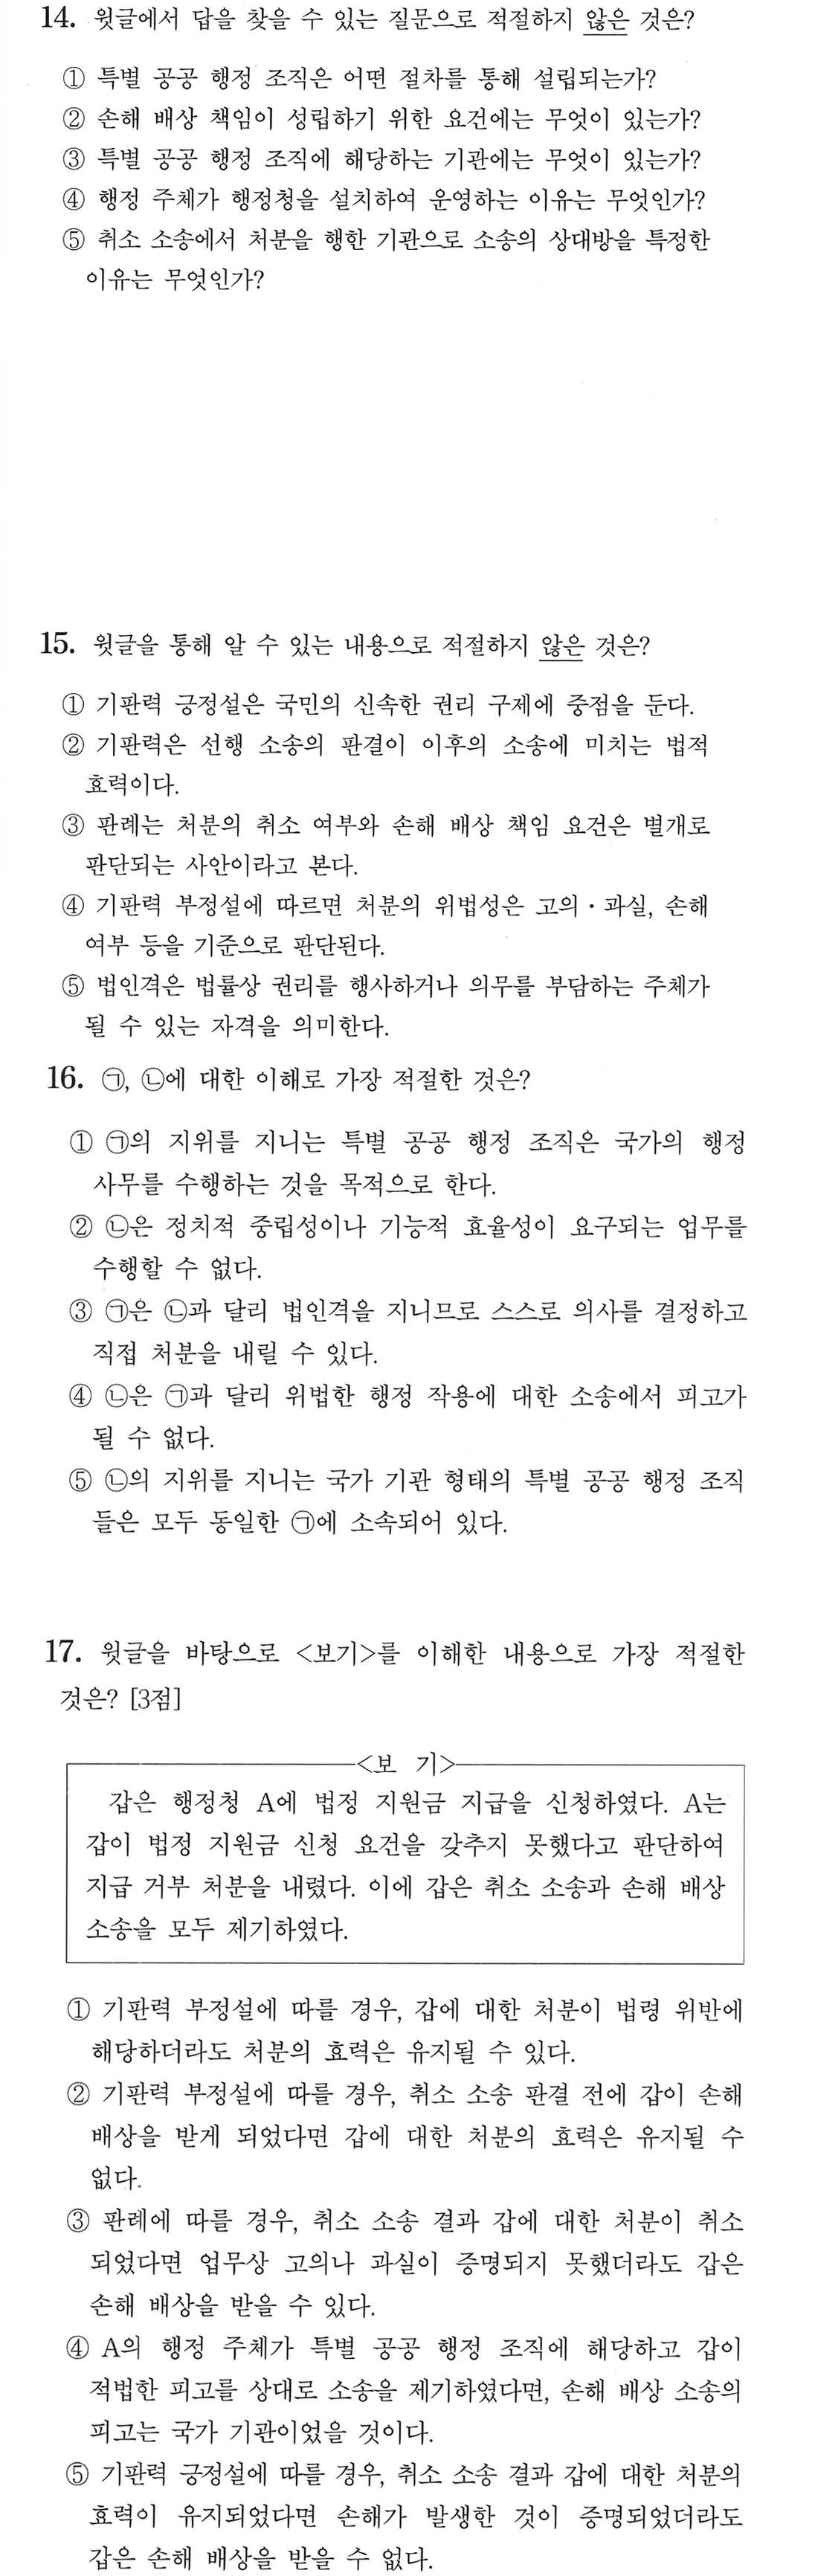 14. 윗글에서 답을 찾을 수 있는 질문으로 적절하지 않은 것은?
① 특별 공공 행정 조직은 어떤 절차를 통해 설립되는가?
② 손해 배상 책임이 성립하기 위한 요건에는 무엇이 있는가?
③ 특별 공공 행정 조직에 해당하는 기관에는 무엇이 있는가?
④ 행정 주체가 행정청을 설치하여 운영하는 이유는 무엇인가?
⑤ 취소 소송에서 처분을 행한 기관으로 소송의 상대방을 특정한
이유는 무엇인가?
15. 윗글을 통해 알 수 있는 내용으로 적절하지 않은 것은?
① 기판력 긍정설은 국민의 신속한 권리 구제에 중점을 둔다.
② 기판력은 선행 소송의 판결이 이후의 소송에 미치는 법적
효력이다.
③ 판례는 처분의 취소 여부와 손해 배상 책임 요건은 별개로
판단되는 사안이라고 본다.
④ 기판력 부정설에 따르면 처분의 위법성은 고의·과실, 손해
여부 등을 기준으로 판단된다.
⑤ 법인격은 법률상 권리를 행사하거나 의무를 부담하는 주체가
될 수 있는 자격을 의미한다.
16. ㉠, ㉡에 대한 이해로 가장 적절한 것은?
① ㉠의 지위를 지니는 특별 공공 행정 조직은 국가의 행정
사무를 수행하는 것을 목적으로 한다.
② ㉡은 정치적 중립성이나 기능적 효율성이 요구되는 업무를
수행할 수 없다.
③ ㉠은 ㉡과 달리 법인격을 지니므로 스스로 의사를 결정하고
직접 처분을 내릴 수 있다.
④ ㉡은 ㉠과 달리 위법한 행정 작용에 대한 소송에서 피고가
될 수 없다.
⑤ ㉡의 지위를 지니는 국가 기관 형태의 특별 공공 행정 조직
들은 모두 동일한 ㉠에 소속되어 있다.
17. 윗글을 바탕으로 <보기>를 이해한 내용으로 가장 적절한
것은? [3점]
<보 기>
갑은 행정청 A에 법정 지원금 지급을 신청하였다. A는
갑이 법정 지원금 신청 요건을 갖추지 못했다고 판단하여
지급 거부 처분을 내렸다. 이에 갑은 취소 소송과 손해 배상
소송을 모두 제기하였다.
① 기판력 부정설에 따를 경우, 갑에 대한 처분이 법령 위반에
해당하더라도 처분의 효력은 유지될 수 있다.
② 기판력 부정설에 따를 경우, 취소 소송 판결 전에 갑이 손해
배상을 받게 되었다면 갑에 대한 처분의 효력은 유지될 수
없다.
③ 판례에 따를 경우, 취소 소송 결과 갑에 대한 처분이 취소
되었다면 업무상 고의나 과실이 증명되지 못했더라도 갑은
손해 배상을 받을 수 있다.
④ A의 행정 주체가 특별 공공 행정 조직에 해당하고 갑이
적법한 피고를 상대로 소송을 제기하였다면, 손해 배상 소송의
피고는 국가 기관이었을 것이다.
⑤ 기판력 긍정설에 따를 경우, 취소 소송 결과 갑에 대한 처분의
효력이 유지되었다면 손해가 발생한 것이 증명되었더라도
갑은 손해 배상을 받을 수 없다.